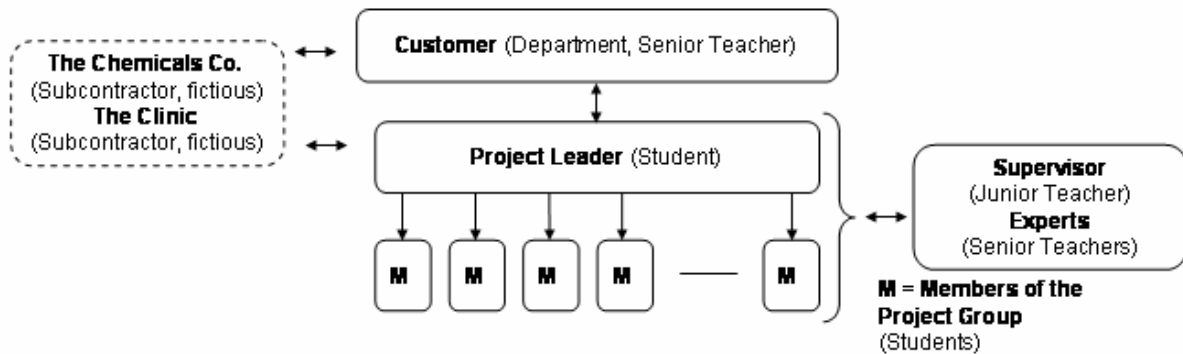 The Chemicals Co.
(Subcontractor, fictious)
The Clinic
(Subcontractor, fictious)
Customer (Department, Senior Teacher)
Project Leader (Student)
M M M M M
Supervisor
(Junior Teacher)
Experts
(Senior Teachers)
M = Members of the
Project Group
(Students)